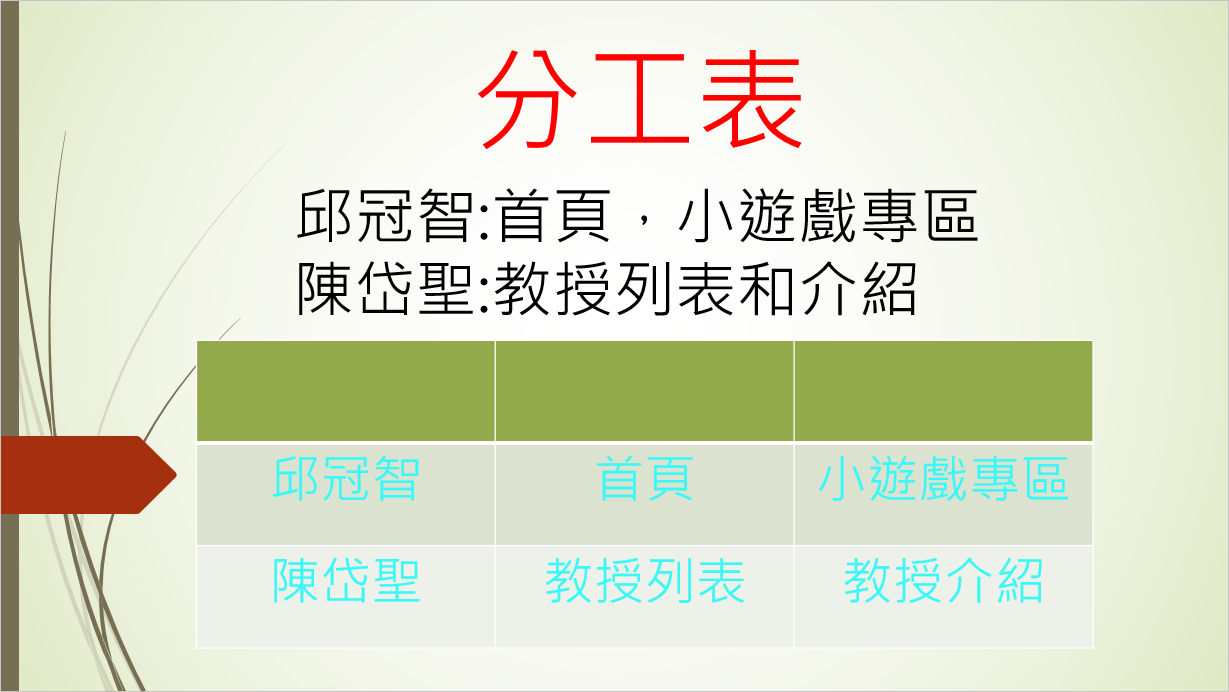 分工表
邱冠智:首頁，小遊戲專區
陳岱聖:教授列表和介紹
邱冠智 首頁 小遊戲專區
陳岱聖 教授列表 教授介紹